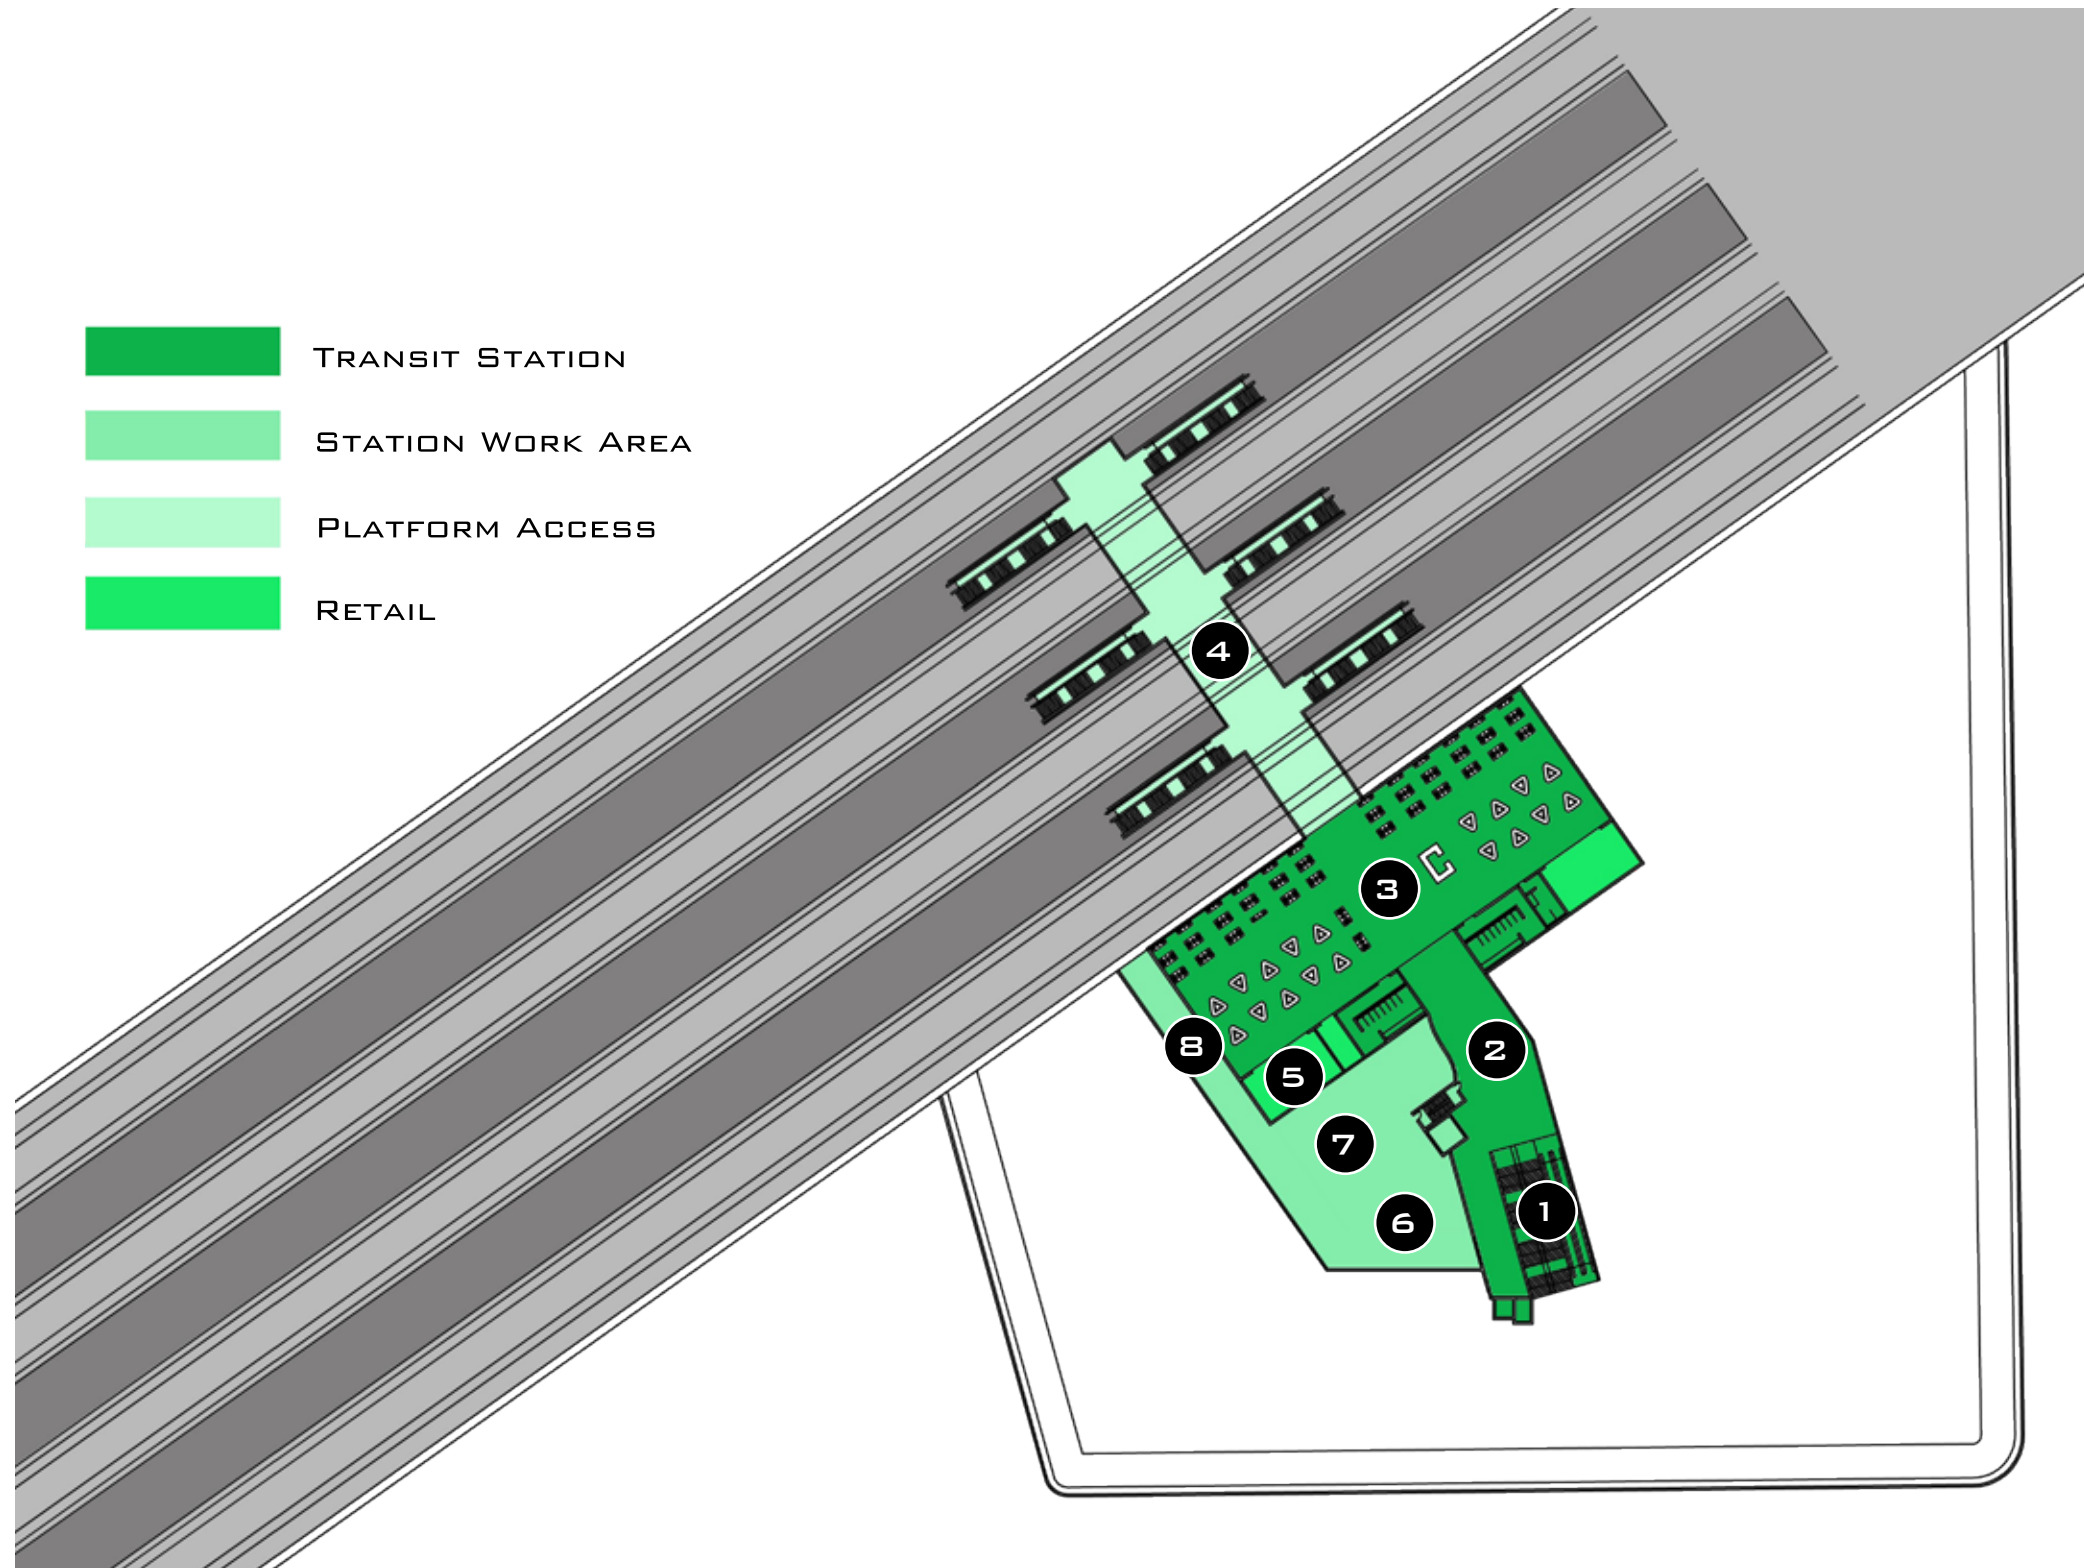 Transit Station
Station Work Area
Platform Access
Retail
4
3
2
8
5
7
6
1